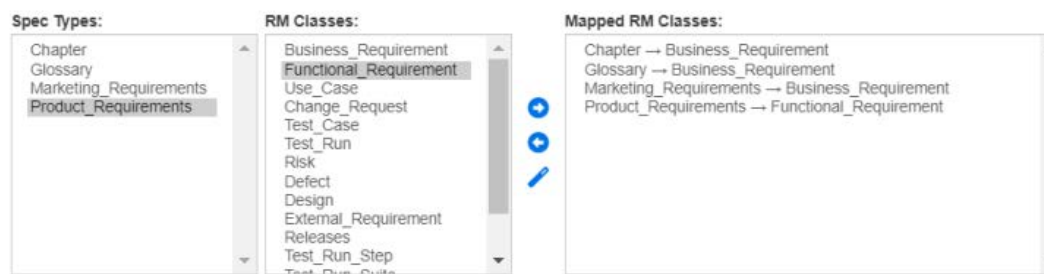 Spec Types:
Chapter
Glossary
Marketing_Requirements
Product_Requirements
RM Classes:
Business_Requirement
Functional_Requirement
Use_Case
Change_Request
Test_Case
Test_Run
Risk
Defect
Design
External_Requirement
Releases
Test_Run_Step
Test_Run_Suite
Mapped RM Classes:
Chapter → Business_Requirement
Glossary → Business_Requirement
Marketing_Requirements → Business_Requirement
Product_Requirements → Functional_Requirement